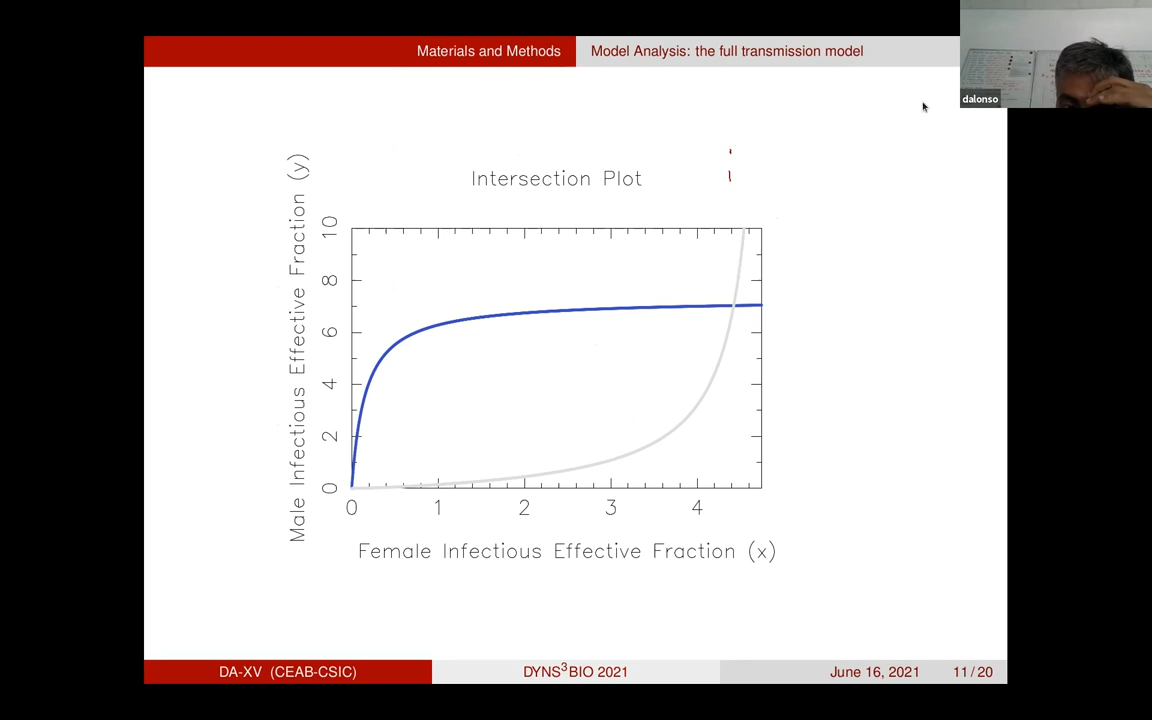 Materials and Methods
Model Analysis: the full transmission model
dalonso
Intersection Plot
Male Infectious Effective Fraction (y)
10
8
6
4
2
0
0 1 2 3 4
Female Infectious Effective Fraction (x)
DA-XV (CEAB-CSIC)
DYNS³BIO 2021
June 16, 2021
11 / 20